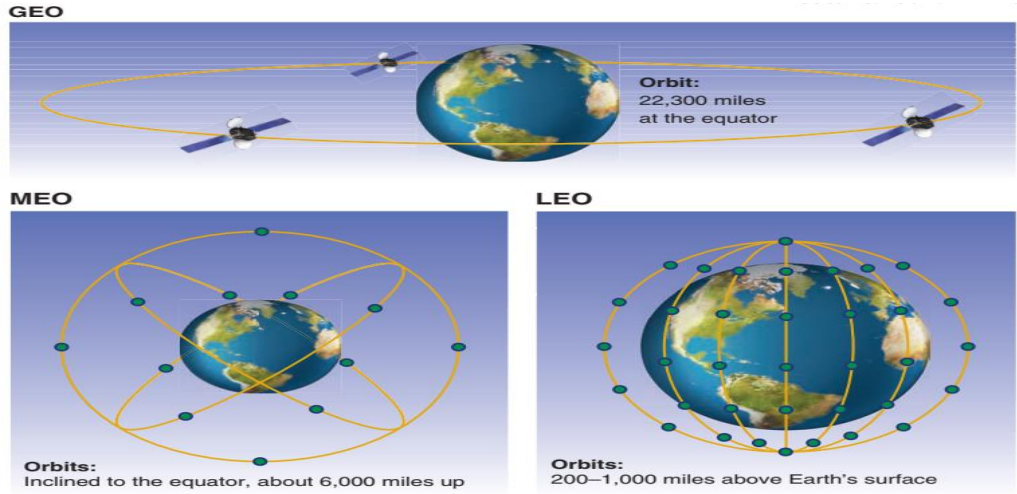 GEO
Orbit:
22,300 miles
at the equator
MEO
Orbits:
Inclined to the equator, about 6,000 miles up
LEO
Orbits:
200–1,000 miles above Earth's surface